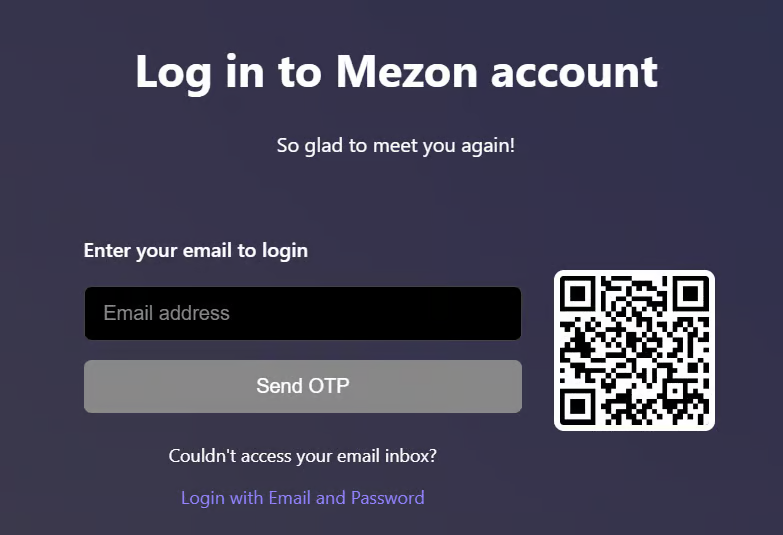 Log in to Mezon account
So glad to meet you again!
Enter your email to login
Email address
Send OTP
Couldn't access your email inbox?
Login with Email and Password